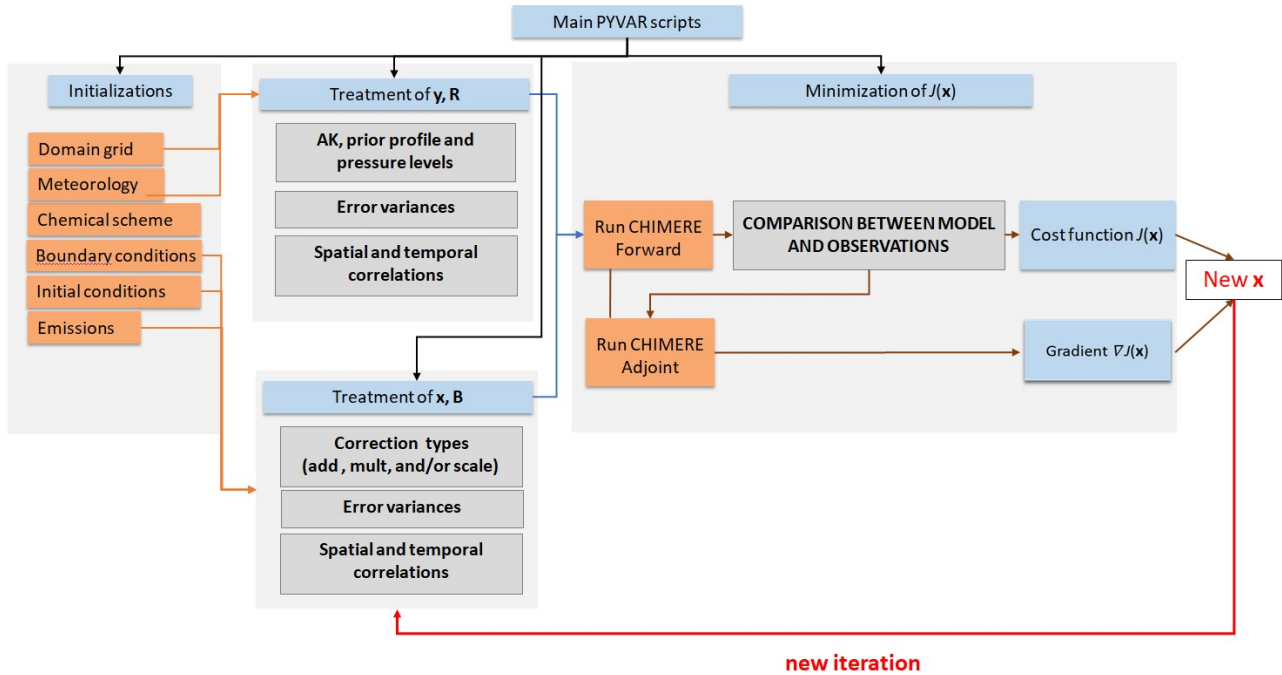 Main PYVAR scripts
Initializations
Domain grid
Meteorology
Chemical scheme
Boundary conditions
Initial conditions
Emissions
Treatment of y, R
AK, prior profile and
pressure levels
Error variances
Spatial and temporal
correlations
Treatment of x, B
Correction types
(add , mult, and/or scale)
Error variances
Spatial and temporal
correlations
Minimization of J(x)
Run CHIMERE
Forward
COMPARISON BETWEEN MODEL
AND OBSERVATIONS
Cost function J(x)
New x
Run CHIMERE
Adjoint
Gradient ∇J(x)
new iteration